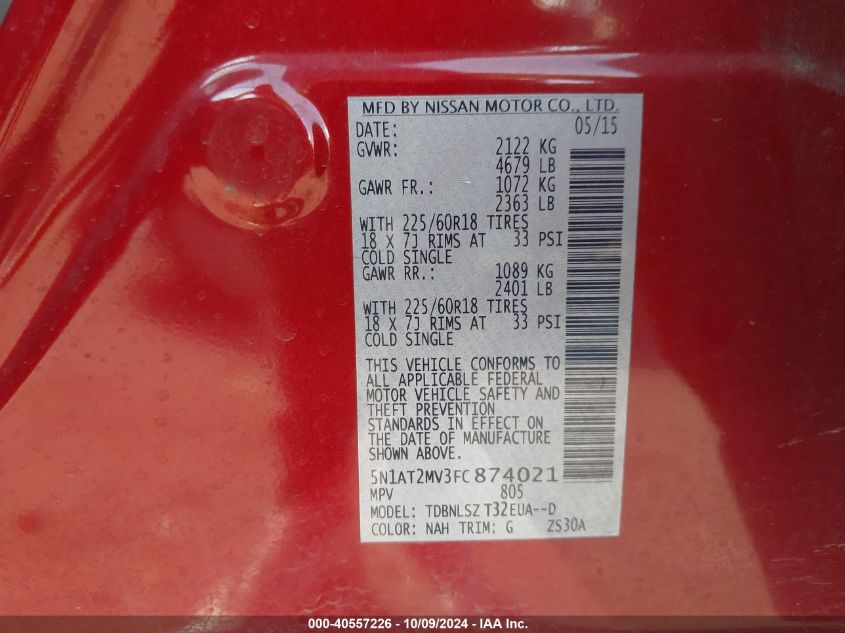 MFD BY NISSAN MOTOR CO., LTD.
DATE: 05/15
GVWR: 2122 KG
4679 LB
GAWR FR.: 1072 KG
2363 LB
WITH 225/60R18 TIRES
18 X 7J RIMS AT 33 PSI
COLD SINGLE
GAWR RR.: 1089 KG
2401 LB
WITH 225/60R18 TIRES
18 X 7J RIMS AT 33 PSI
COLD SINGLE
THIS VEHICLE CONFORMS TO
ALL APPLICABLE FEDERAL
MOTOR VEHICLE SAFETY AND
THEFT PREVENTION
STANDARDS IN EFFECT ON
THE DATE OF MANUFACTURE
SHOWN ABOVE.
5N1AT2MV3FC874021
MPV 805
MODEL: TDBNLSZ T32EUA--D
COLOR: NAH TRIM: G ZS30A
000-40557226 - 10/09/2024 - IAA Inc.